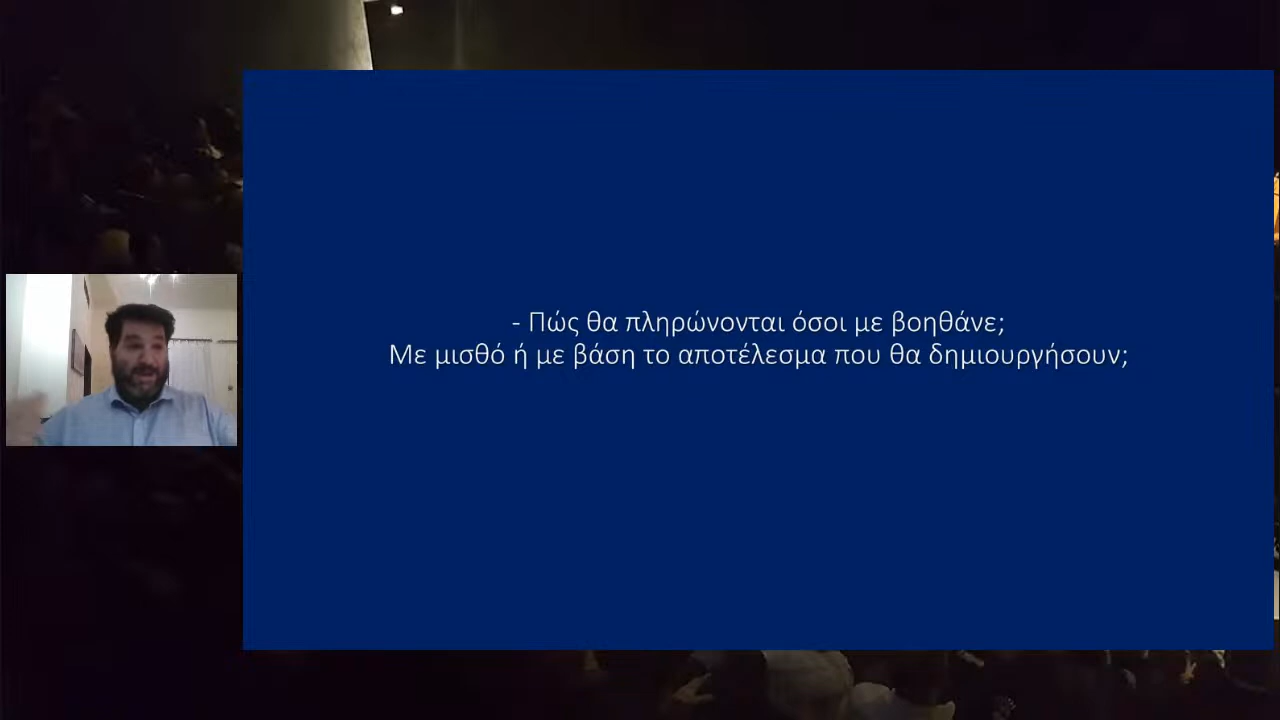 - Πώς θα πληρώνονται όσοι με βοηθάνε;
Με μισθό ή με βάση το αποτέλεσμα που θα δημιουργήσουν;